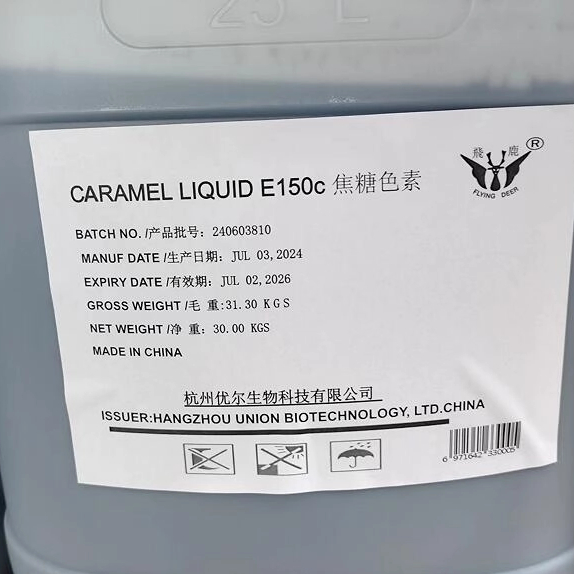 25 L
飛 鹿 ®
FLYING DEER
CARAMEL LIQUID E150c 焦糖色素
BATCH NO. /产品批号: 240603810
MANUF DATE /生产日期: JUL 03,2024
EXPIRY DATE /有效期: JUL 02,2026
GROSS WEIGHT /毛 重:31.30 KGS
NET WEIGHT /净 重: 30.00 KGS
MADE IN CHINA
杭州优尔生物科技有限公司
ISSUER:HANGZHOU UNION BIOTECHNOLOGY, LTD.CHINA
6 971642 330005